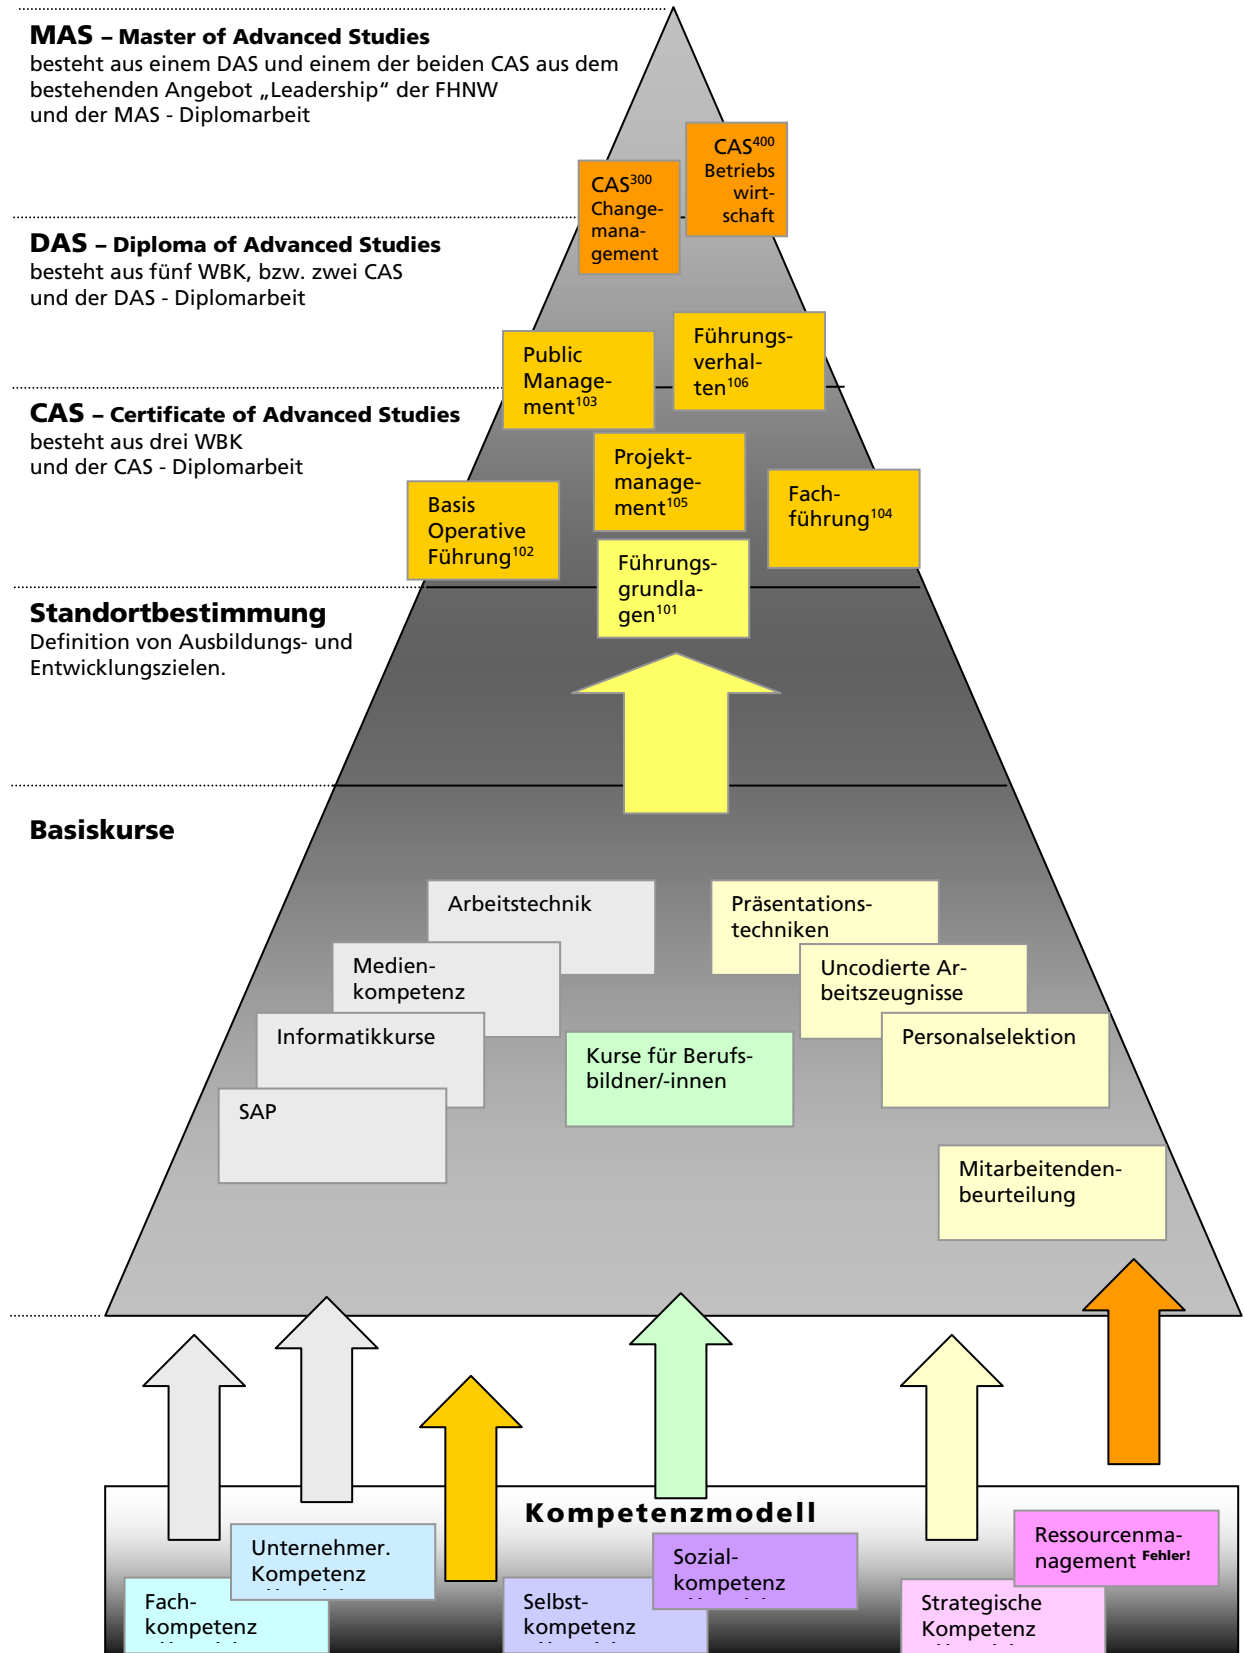 MAS – Master of Advanced Studies
besteht aus einem DAS und einem der beiden CAS aus dem
bestehenden Angebot „Leadership“ der FHNW
und der MAS - Diplomarbeit
CAS⁴⁰⁰
Betriebs
wirt-
schaft
CAS³⁰⁰
Change-
mana-
gement
DAS – Diploma of Advanced Studies
besteht aus fünf WBK, bzw. zwei CAS
und der DAS - Diplomarbeit
Public
Manage-
ment¹⁰³
Führungs-
verhal-
ten¹⁰⁶
CAS – Certificate of Advanced Studies
besteht aus drei WBK
und der CAS - Diplomarbeit
Basis
Operative
Führung¹⁰²
Projekt-
manage-
ment¹⁰⁵
Fach-
führung¹⁰⁴
Führungs-
grundla-
gen¹⁰¹
Standortbestimmung
Definition von Ausbildungs- und
Entwicklungszielen.
Basiskurse
Arbeitstechnik
Medien-
kompetenz
Informatikkurse
SAP
Kurse für Berufs-
bildner/-innen
Präsentations-
techniken
Uncodierte Ar-
beitszeugnisse
Personalselektion
Mitarbeitenden-
beurteilung
Kompetenzmodell
Unternehmer.
Kompetenz
Fach-
kompetenz
Sozial-
kompetenz
Selbst-
kompetenz
Ressourcenma-
nagement Fehler!
Strategische
Kompetenz